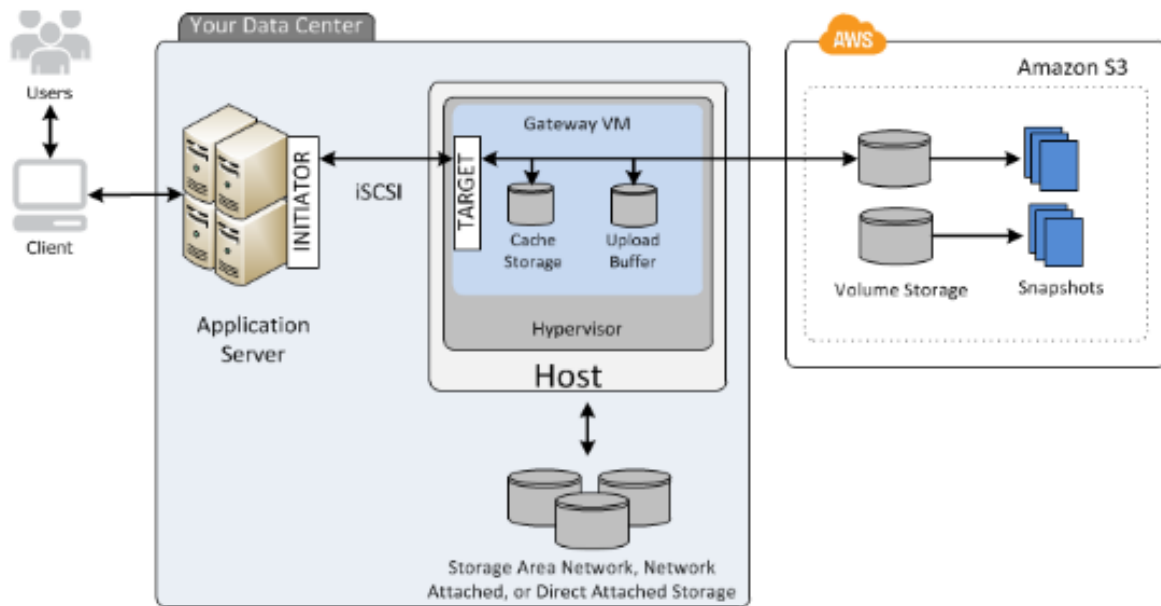 Your Data Center
AWS
Amazon S3
Users
Gateway VM
INITIATOR
TARGET
iSCSI
Client
Cache
Storage
Upload
Buffer
Volume Storage
Snapshots
Application
Server
Hypervisor
Host
Storage Area Network, Network
Attached, or Direct Attached Storage